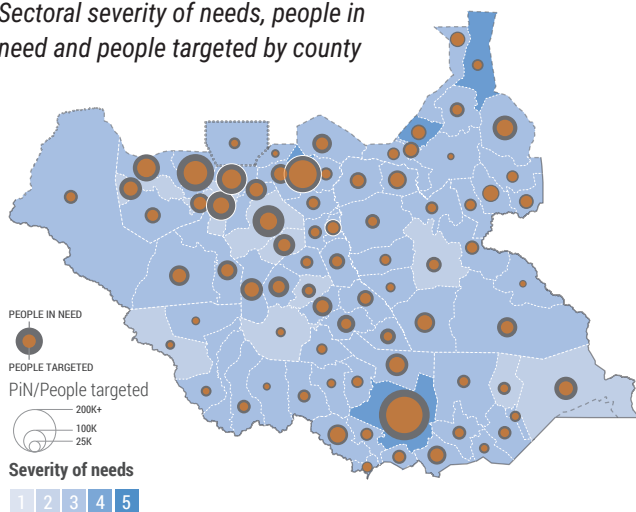 Sectoral severity of needs, people in
need and people targeted by county
PEOPLE IN NEED
PEOPLE TARGETED
PiN/People targeted
200K+
100K
25K
Severity of needs
1 2 3 4 5